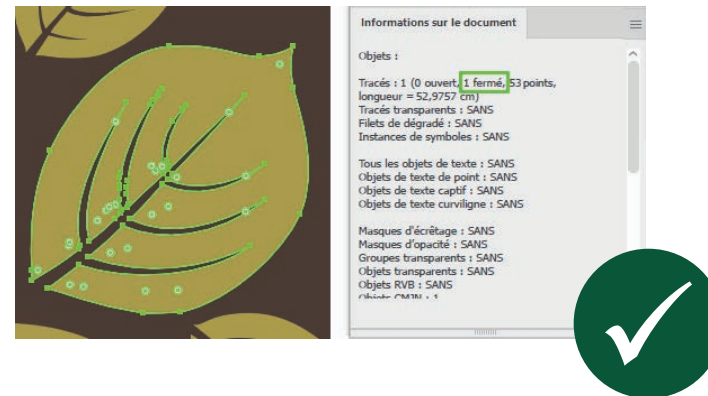 Informations sur le document
Objets :
Tracés : 1 (0 ouvert, 1 fermé, 53 points,
longueur = 52,9757 cm)
Tracés transparents : SANS
Filets de dégradé : SANS
Instances de symboles : SANS
Tous les objets de texte : SANS
Objets de texte de point : SANS
Objets de texte captif : SANS
Objets de texte curviligne : SANS
Masques d'écrêtage : SANS
Masques d'opacité : SANS
Groupes transparents : SANS
Objets transparents : SANS
Objets RVB : SANS
Objets CMJN : 1